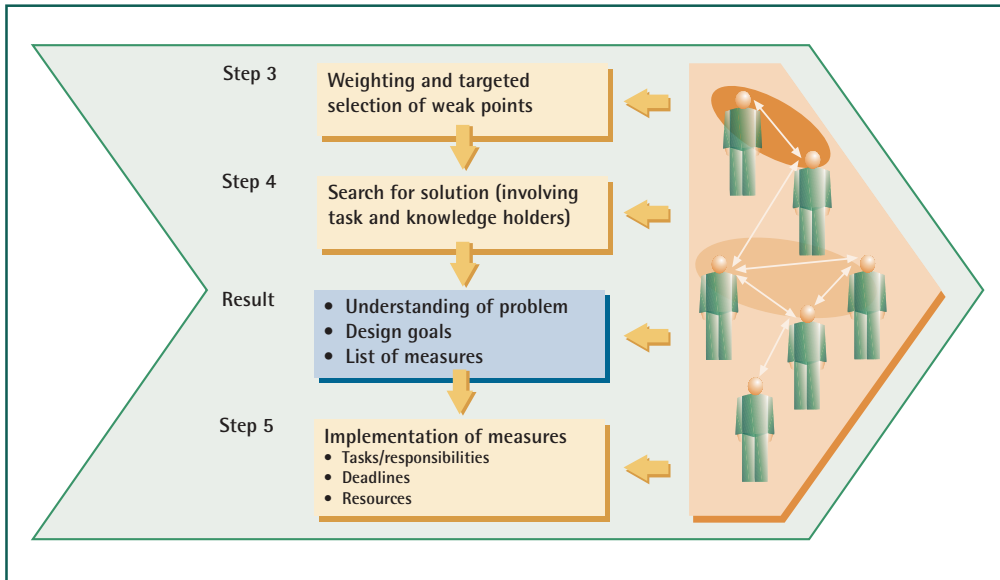 Step 3
Weighting and targeted
selection of weak points
Step 4
Search for solution (involving
task and knowledge holders)
Result
• Understanding of problem
• Design goals
• List of measures
Step 5
Implementation of measures
• Tasks/responsibilities
• Deadlines
• Resources